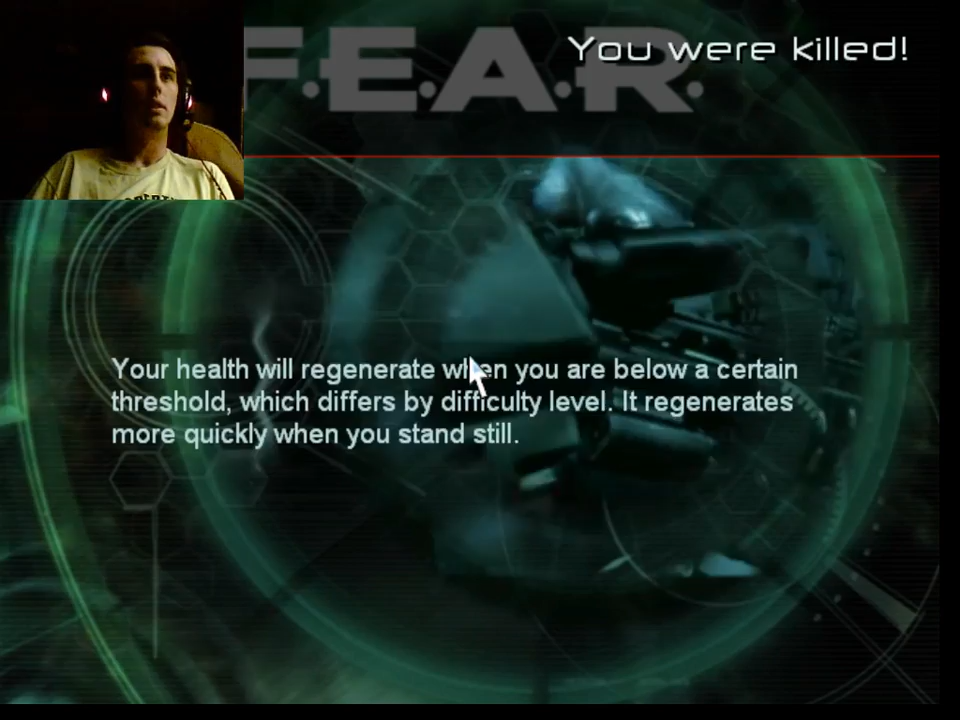 F.E.A.R.
You were killed!
Your health will regenerate when you are below a certain
threshold, which differs by difficulty level. It regenerates
more quickly when you stand still.